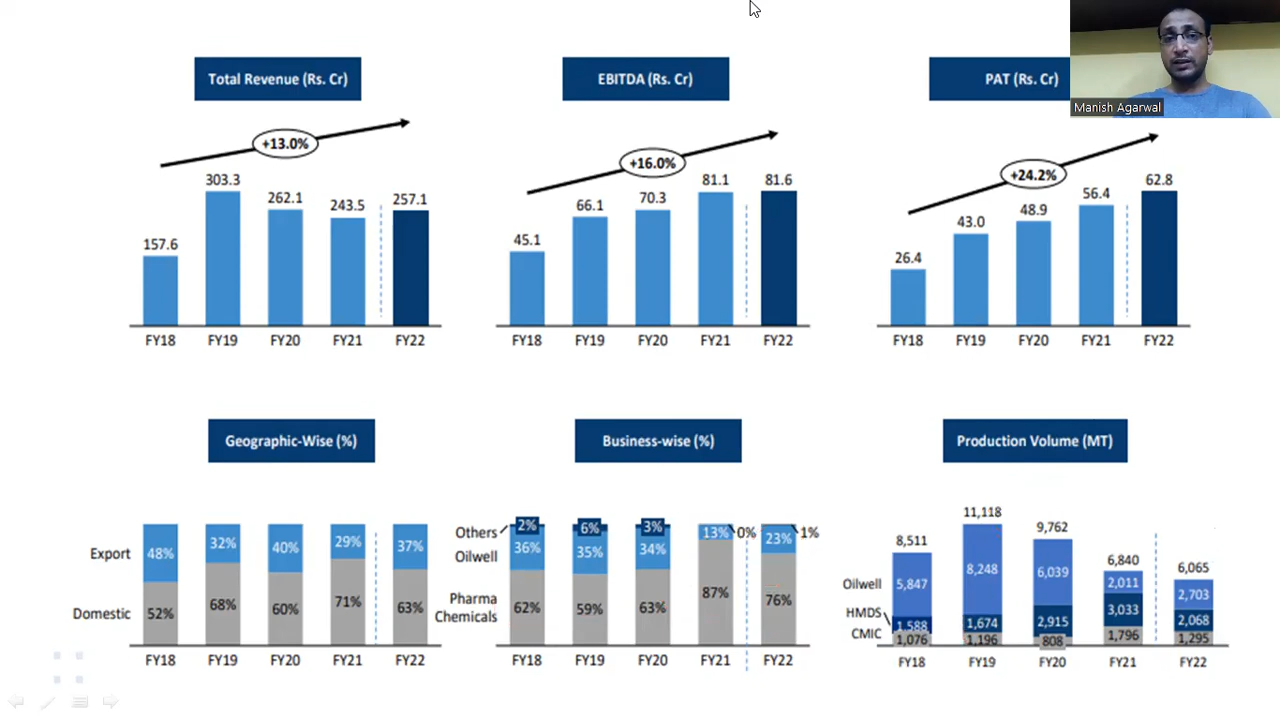 Total Revenue (Rs. Cr)
EBITDA (Rs. Cr)
PAT (Rs. Cr)
Manish Agarwal
+13.0%
+16.0%
+24.2%
157.6
303.3
262.1
243.5
257.1
45.1
66.1
70.3
81.1
81.6
26.4
43.0
48.9
56.4
62.8
FY18 FY19 FY20 FY21 FY22
FY18 FY19 FY20 FY21 FY22
FY18 FY19 FY20 FY21 FY22
Geographic-Wise (%)
Business-wise (%)
Production Volume (MT)
Export 48% 32% 40% 29% 37%
Domestic 52% 68% 60% 71% 63%
FY18 FY19 FY20 FY21 FY22
Others 2% 6% 3% 0% 1%
Oilwell 36% 35% 34% 13% 23%
Pharma
Chemicals
62% 59% 63% 87% 76%
FY18 FY19 FY20 FY21 FY22
8,511 11,118 9,762 6,840 6,065
Oilwell 5,847 8,248 6,039 2,011 2,703
HMDS 1,588 1,674 2,915 3,033 2,068
CMIC 1,076 1,196 808 1,796 1,295
FY18 FY19 FY20 FY21 FY22